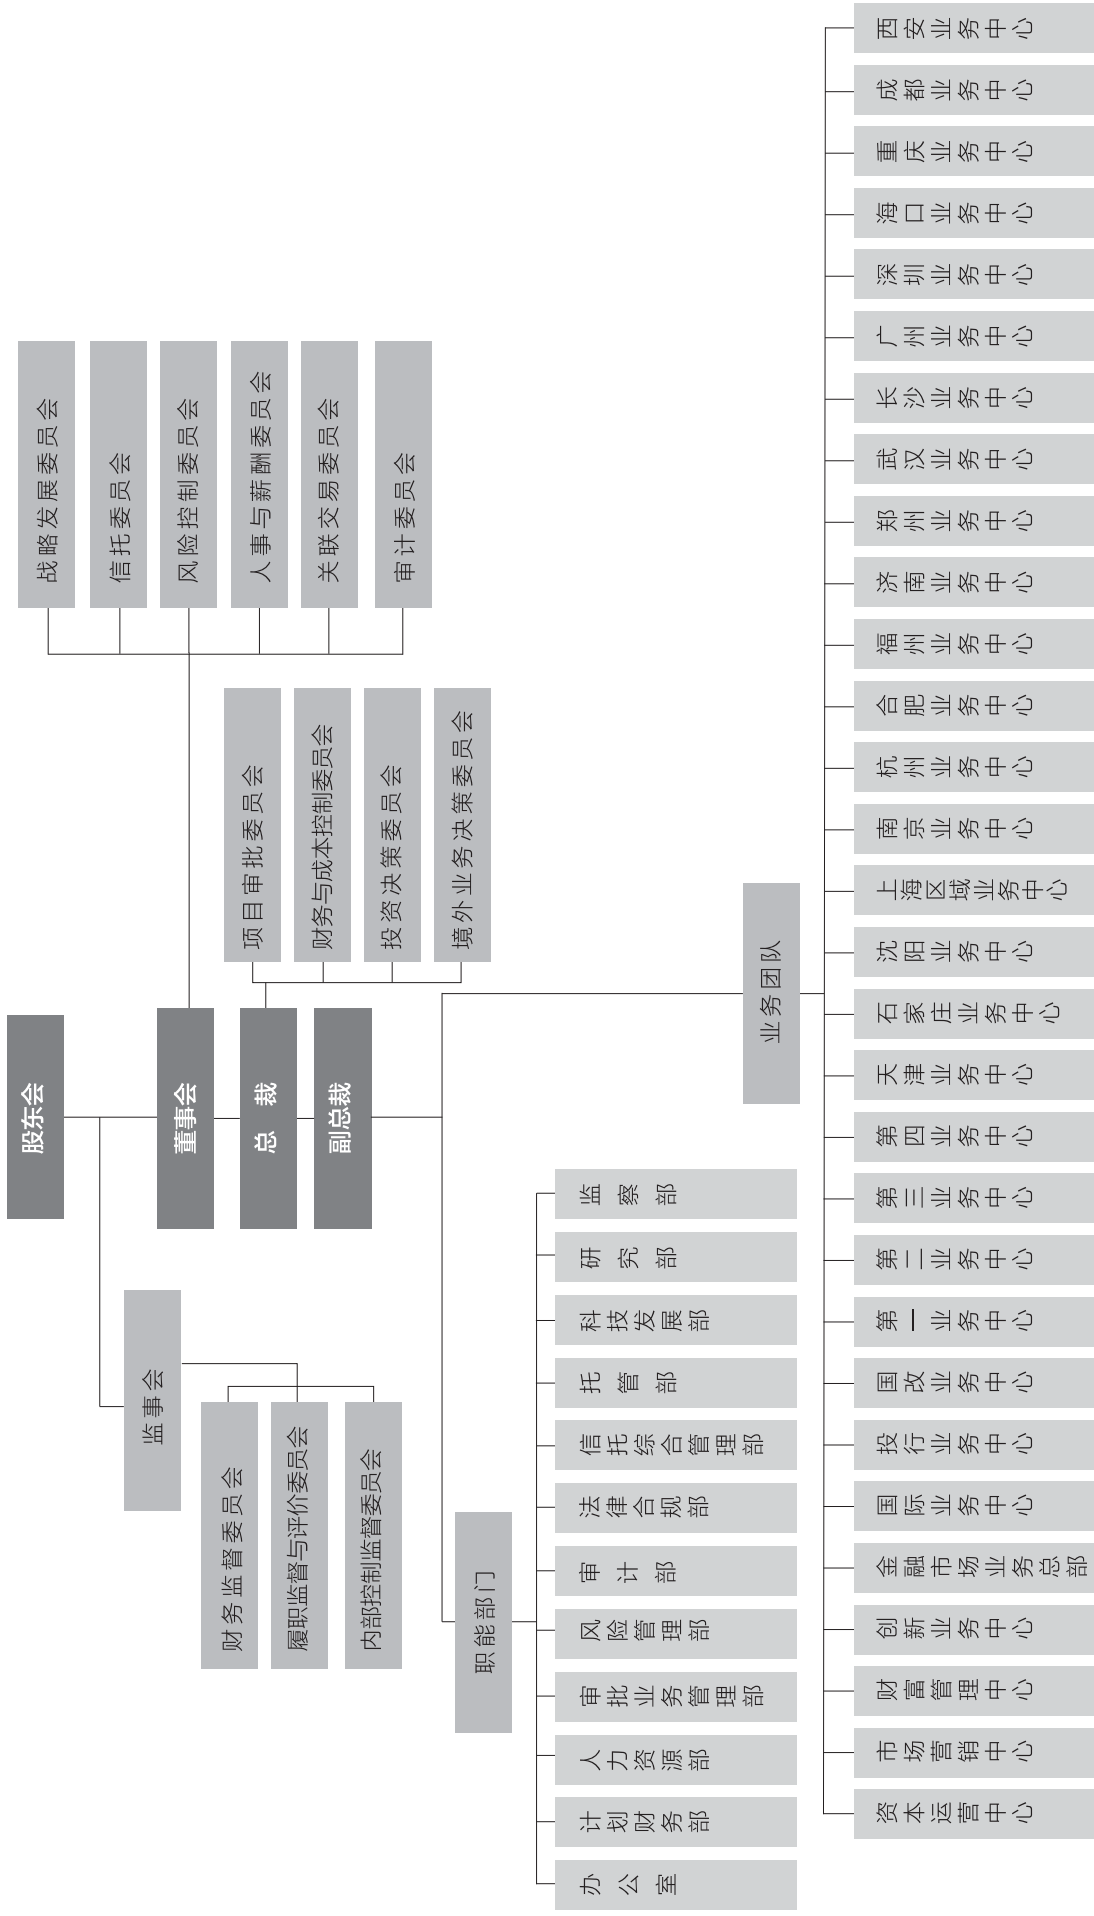 股东会
监事会
财务监督委员会
履职监督与评价委员会
内部控制监督委员会
董事会
战略发展委员会
信托委员会
风险控制委员会
人事与薪酬委员会
关联交易委员会
审计委员会
总 裁
项目审批委员会
财务与成本控制委员会
投资决策委员会
境外业务决策委员会
副总裁
职能部门
办公室
计划财务部
人力资源部
审批业务管理部
风险管理部
审计部
法律合规部
信托综合管理部
托管部
科技发展部
研究部
监察部
业务团队
资本运营中心
市场营销中心
财富管理中心
创新业务中心
金融市场业务总部
国际业务中心
投行业务中心
国改业务中心
第一业务中心
第二业务中心
第三业务中心
第四业务中心
天津业务中心
石家庄业务中心
沈阳业务中心
上海区域业务中心
南京业务中心
杭州业务中心
合肥业务中心
福州业务中心
济南业务中心
郑州业务中心
武汉业务中心
长沙业务中心
广州业务中心
深圳业务中心
海口业务中心
重庆业务中心
成都业务中心
西安业务中心